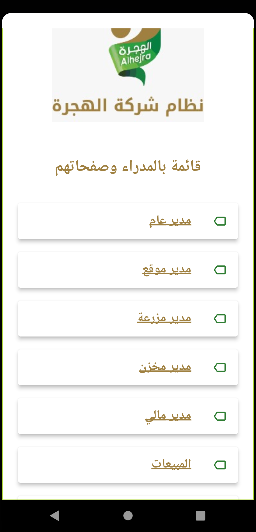 الهجرة
Alhejra
نظام شركة الهجرة
قائمة بالمدراء وصفحاتهم
مدير عام
مدير موقع
مدير مزرعة
مدير مخزن
مدير مالي
المبيعات